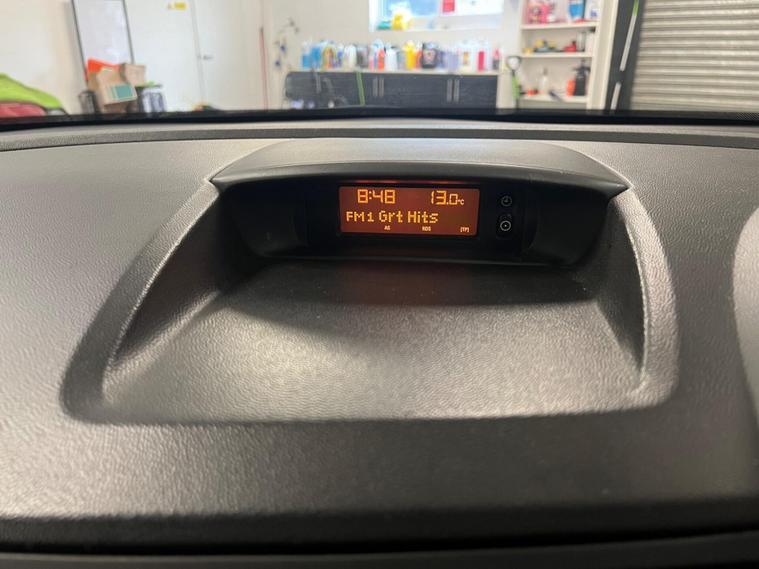 8:48 13.0°C
FM1 Grt Hits
AS RDS [TP]